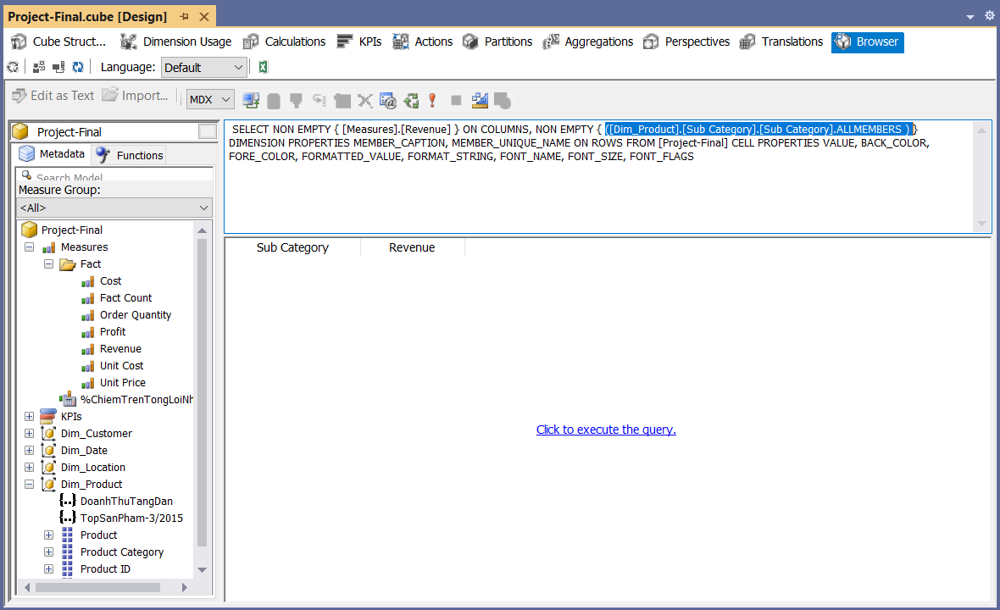 Project-Final.cube [Design]
Cube Struct... Dimension Usage Calculations KPIs Actions Partitions Aggregations Perspectives Translations Browser
Language: Default
Edit as Text Import... MDX
Project-Final
Metadata Functions
Search Model
Measure Group:
<All>
Project-Final
Measures
Fact
Cost
Fact Count
Order Quantity
Profit
Revenue
Unit Cost
Unit Price
%ChiemTrenTongLoiNh
KPIs
Dim_Customer
Dim_Date
Dim_Location
Dim_Product
DoanhThuTangDan
TopSanPham-3/2015
Product
Product Category
Product ID
SELECT NON EMPTY { [Measures].[Revenue] } ON COLUMNS, NON EMPTY { ([Dim_Product].[Sub Category].[Sub Category].ALLMEMBERS ) }
DIMENSION PROPERTIES MEMBER_CAPTION, MEMBER_UNIQUE_NAME ON ROWS FROM [Project-Final] CELL PROPERTIES VALUE, BACK_COLOR,
FORE_COLOR, FORMATTED_VALUE, FORMAT_STRING, FONT_NAME, FONT_SIZE, FONT_FLAGS
Sub Category Revenue
Click to execute the query.